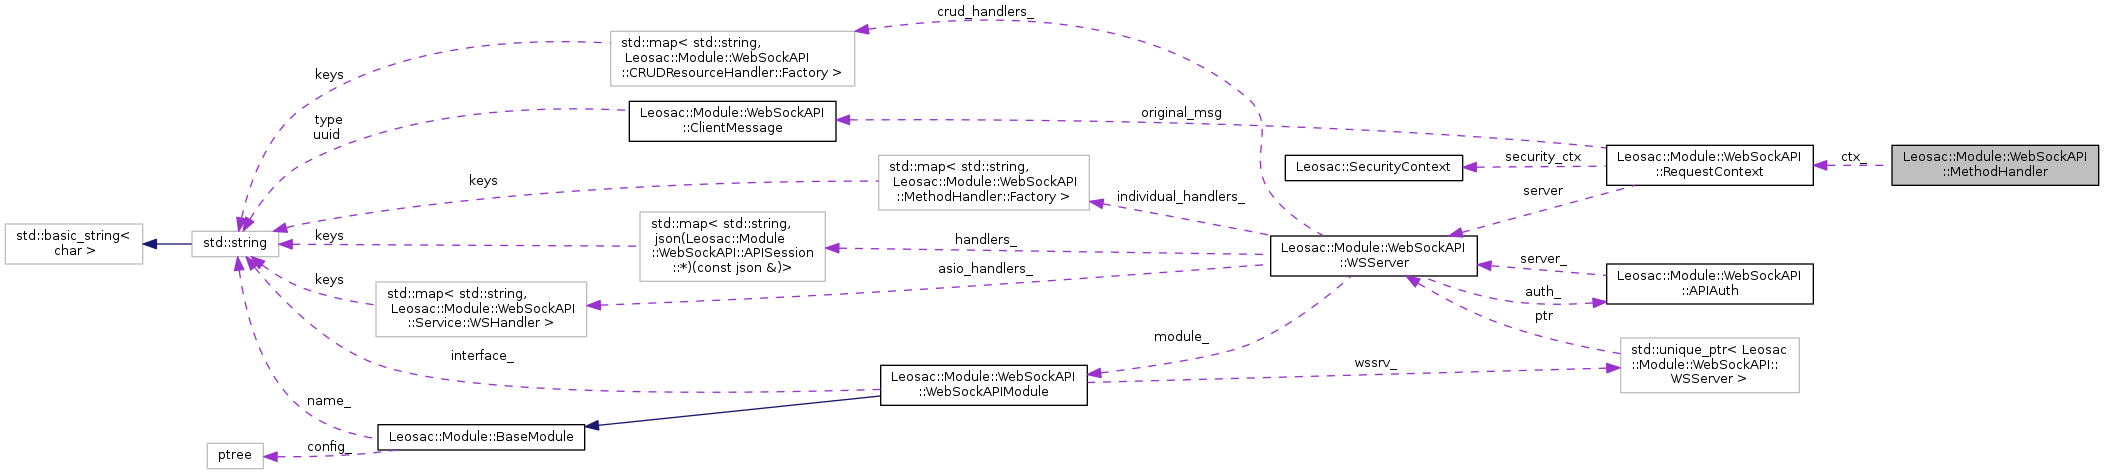 crud_handlers_
std::map< std::string,
Leosac::Module::WebSockAPI
::CRUDResourceHandler::Factory >
keys
Leosac::Module::WebSockAPI
::ClientMessage
type
uuid
original_msg
std::map< std::string,
Leosac::Module::WebSockAPI
::MethodHandler::Factory >
keys
Leosac::SecurityContext
security_ctx
Leosac::Module::WebSockAPI
::RequestContext
ctx_
Leosac::Module::WebSockAPI
::MethodHandler
server
individual_handlers_
std::basic_string<
char >
std::string
keys
std::map< std::string,
json(Leosac::Module
::WebSockAPI::APISession
::*)(const json &)>
handlers_
Leosac::Module::WebSockAPI
::WSServer
server_
Leosac::Module::WebSockAPI
::APIAuth
auth_
asio_handlers_
keys
std::map< std::string,
Leosac::Module::WebSockAPI
::Service::WSHandler >
ptr
module_
interface_
Leosac::Module::WebSockAPI
::WebSockAPIModule
wssrv_
std::unique_ptr< Leosac
::Module::WebSockAPI::
WSServer >
name_
Leosac::Module::BaseModule
config_
ptree